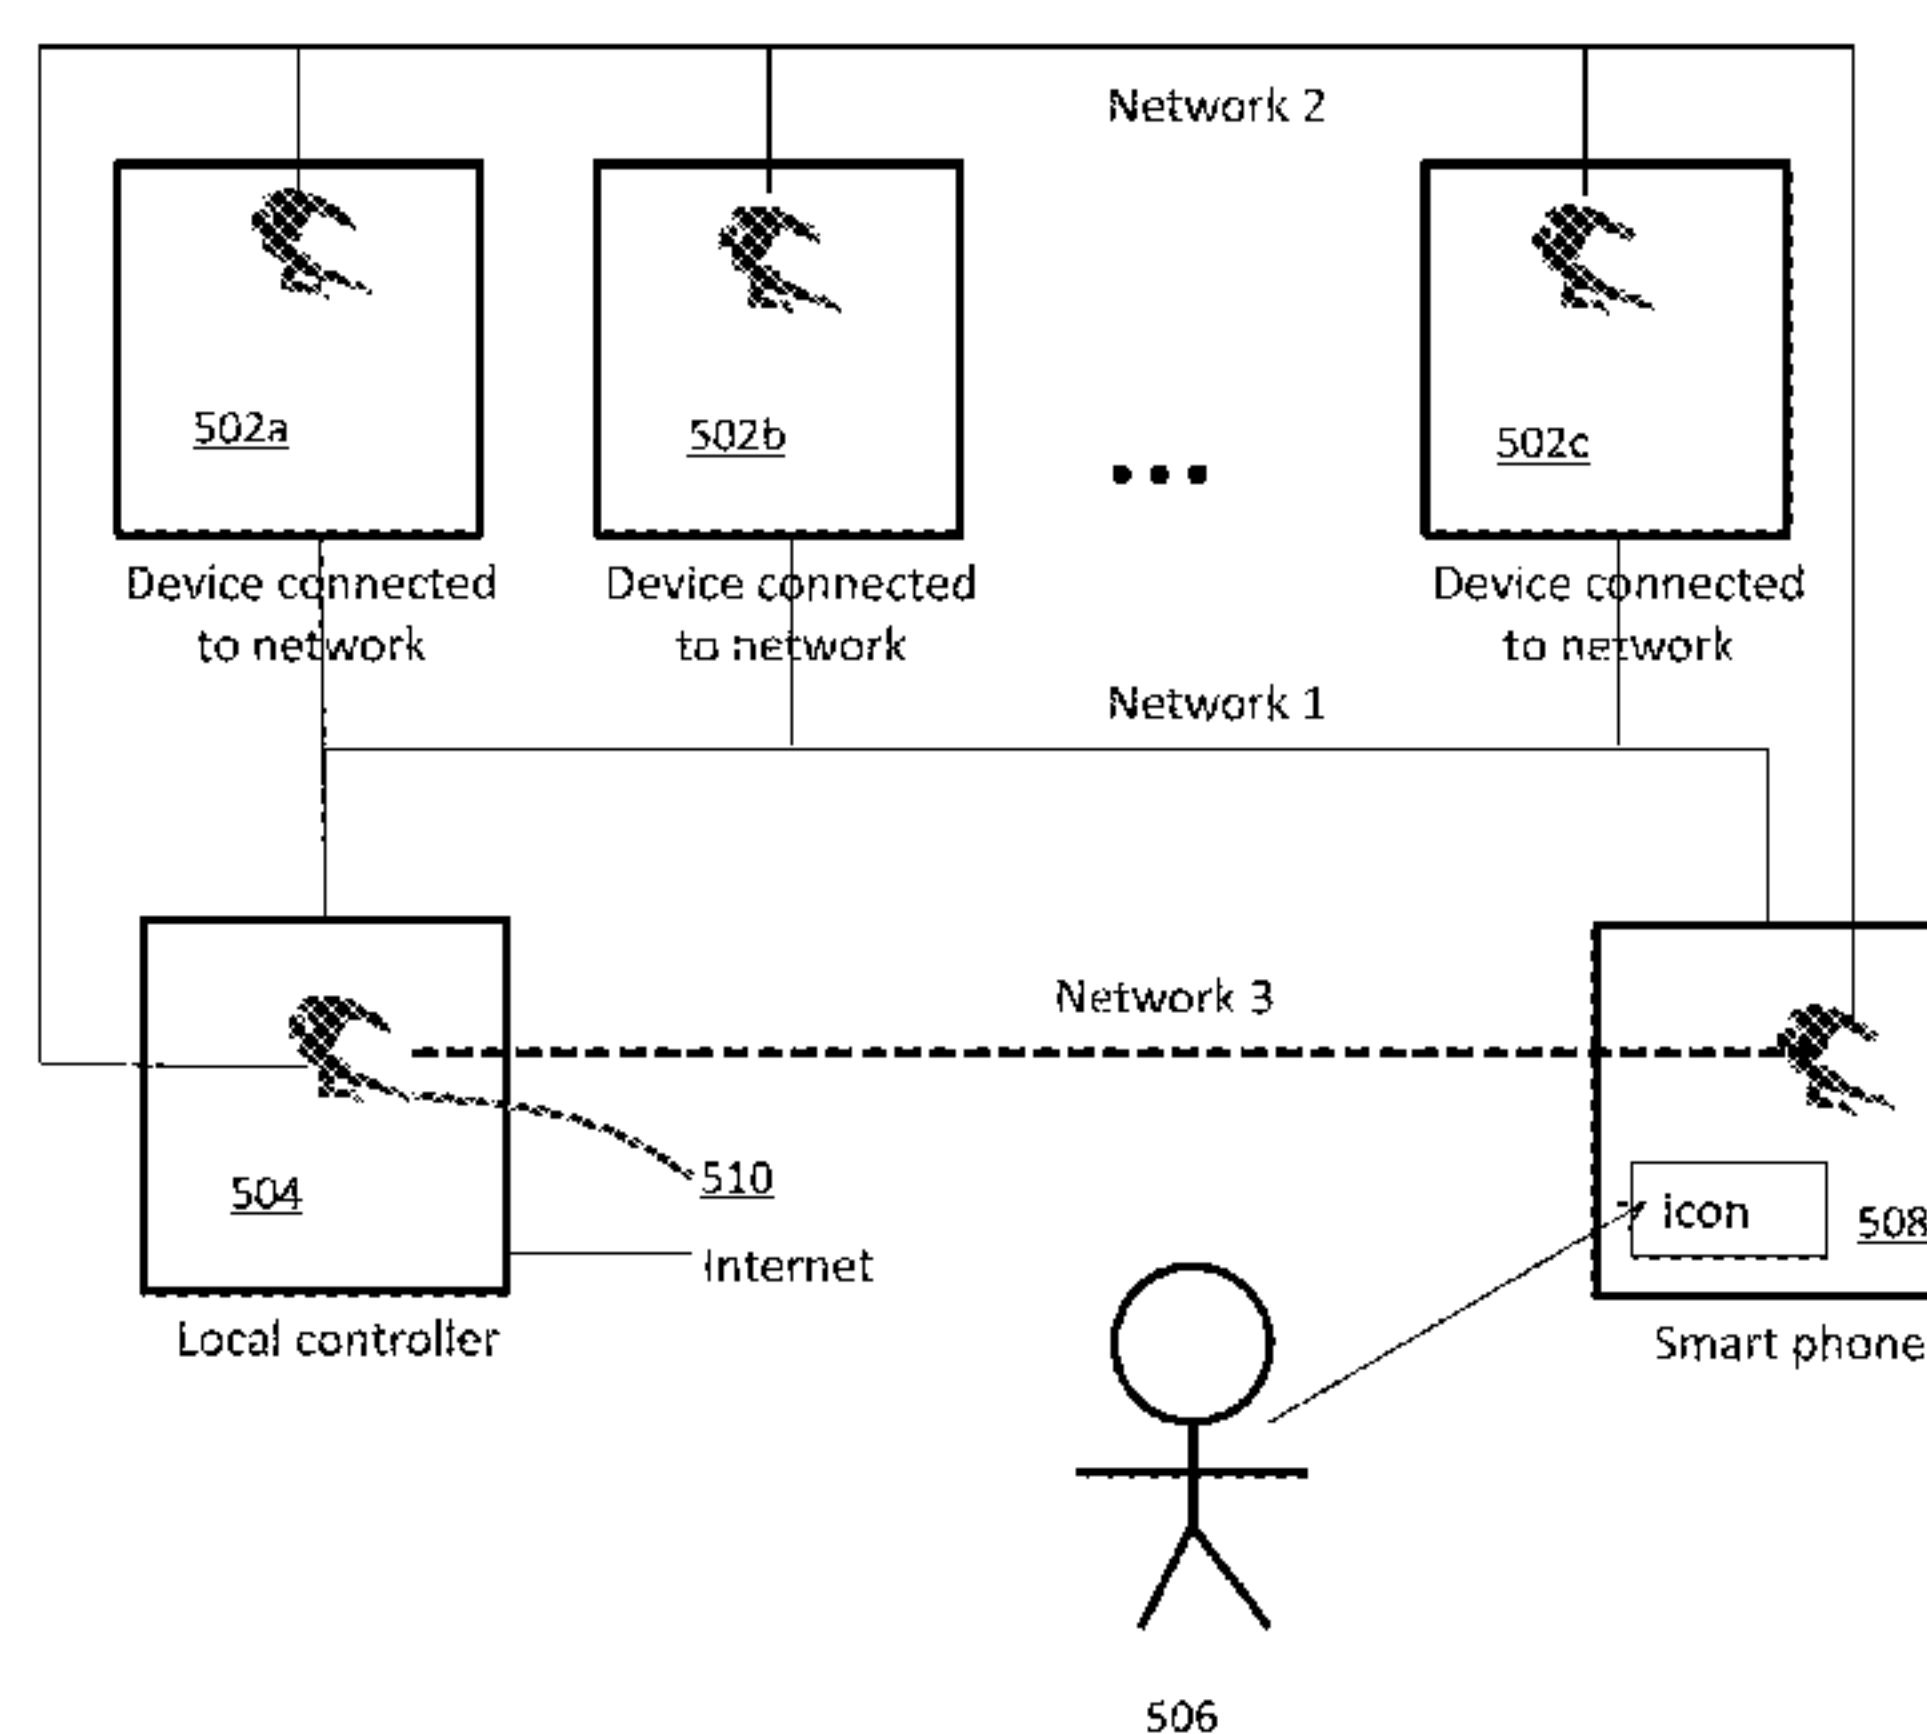 Network 2
502a
502b
502c
Device connected
to network
Device connected
to network
Device connected
to network
Network 1
Network 3
504
510
Internet
Local controller
icon
508
Smart phone
506